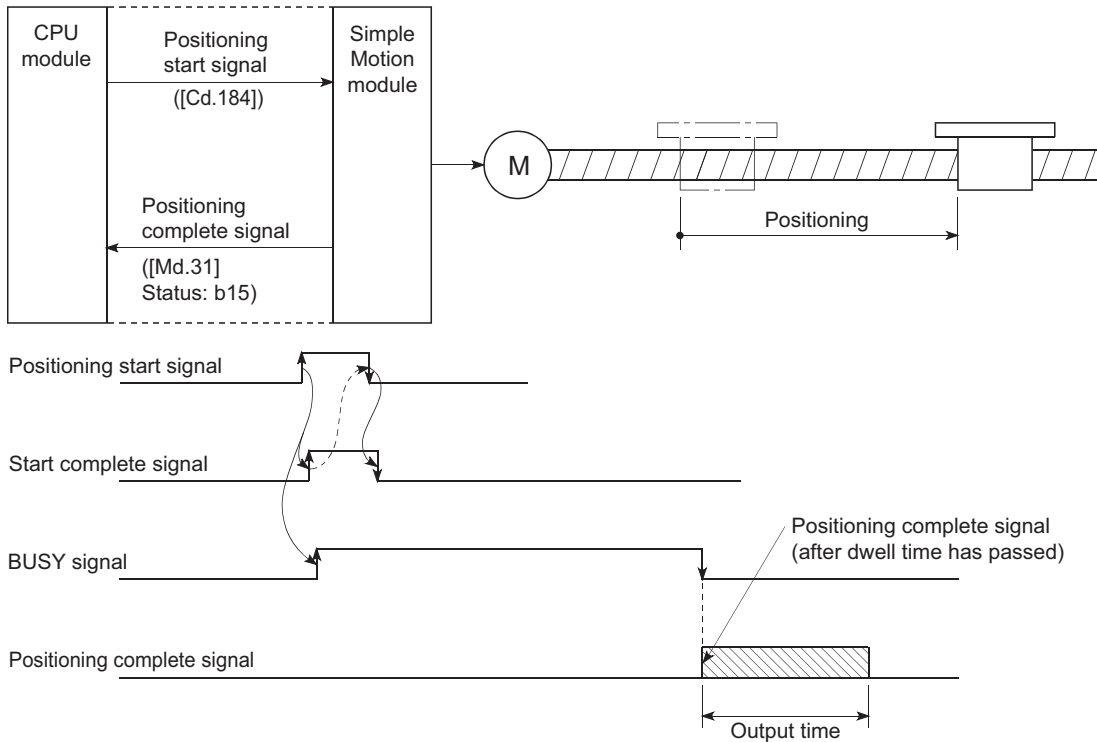 CPU
module
Positioning
start signal
([Cd.184])
Simple
Motion
module
Positioning
complete signal
([Md.31]
Status: b15)
M
Positioning
Positioning start signal
Start complete signal
BUSY signal
Positioning complete signal
(after dwell time has passed)
Positioning complete signal
Output time